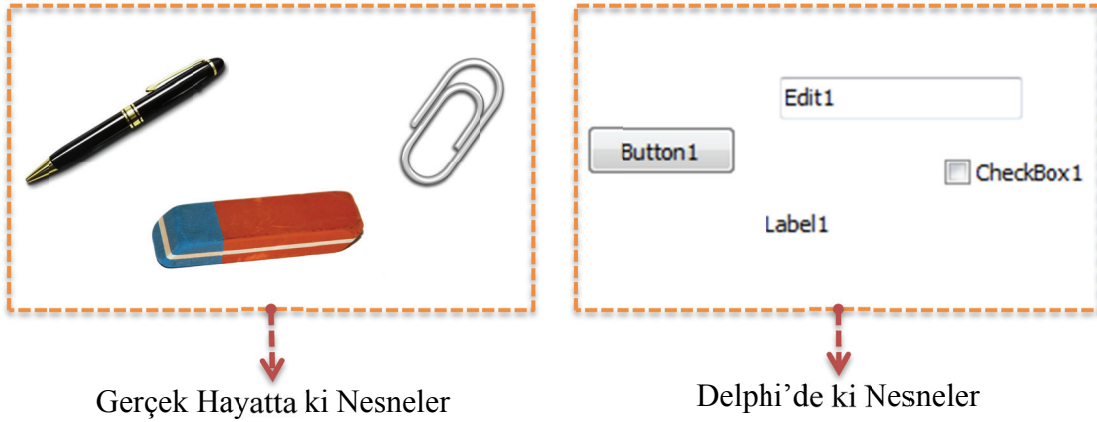 Edit1
Button1
CheckBox1
Label1
Gerçek Hayatta ki Nesneler
Delphi’de ki Nesneler